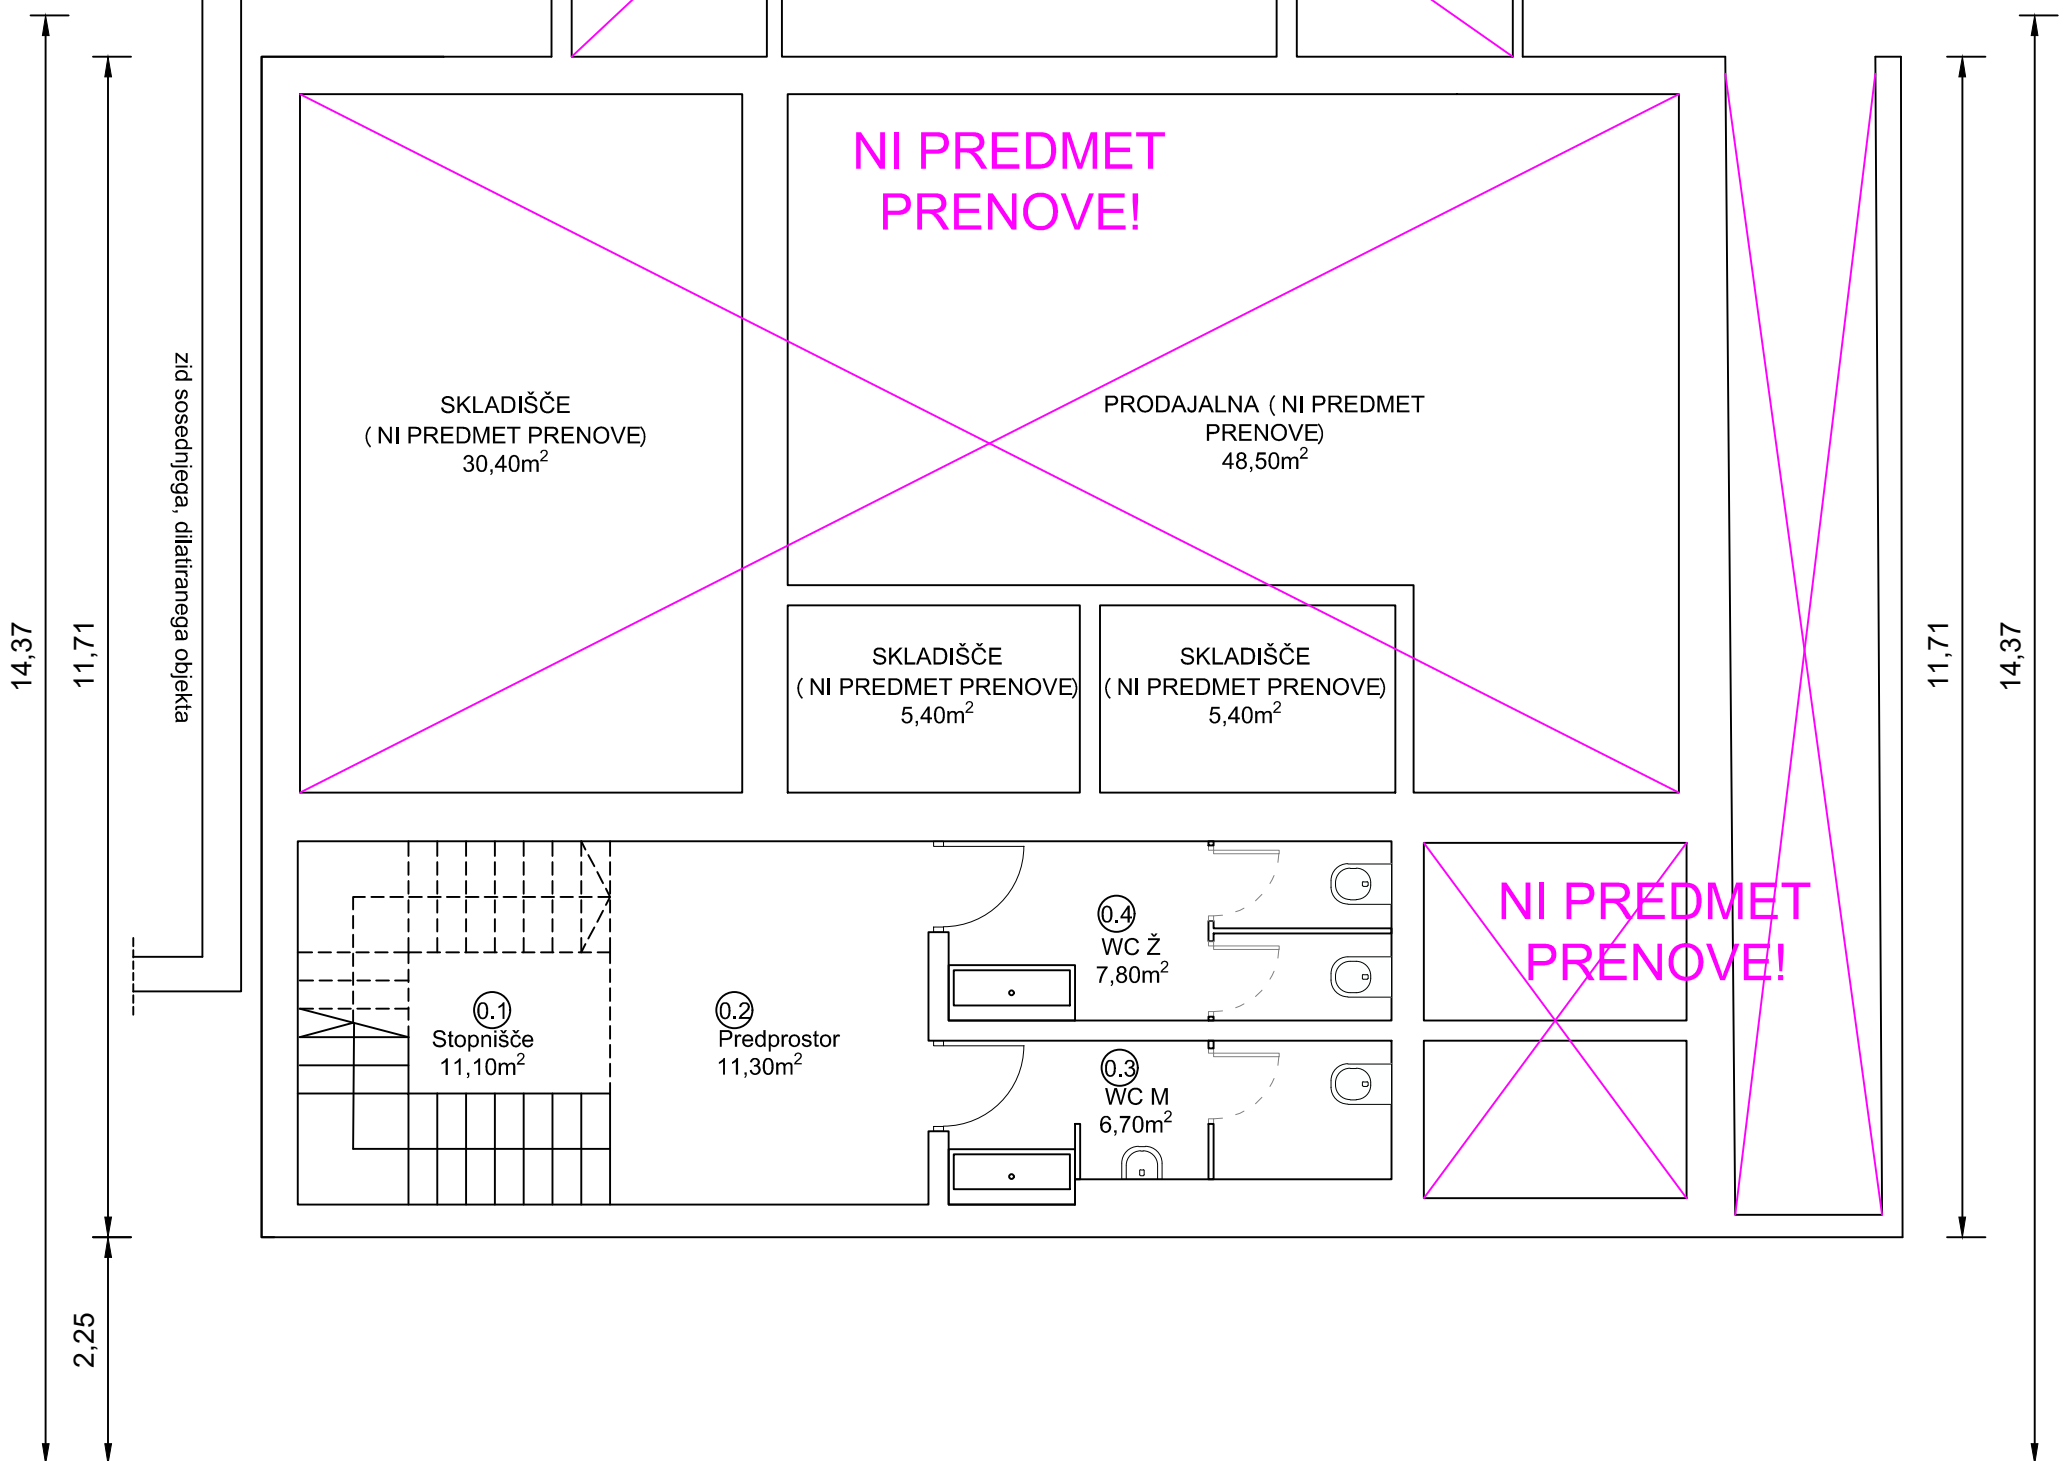 NI PREDMET
PRENOVE!
SKLADIŠČE
( NI PREDMET PRENOVE)
30,40m²
PRODAJALNA ( NI PREDMET
PRENOVE)
48,50m²
zid sosednjega, dilatiranega objekta
14,37
11,71
11,71
14,37
SKLADIŠČE
( NI PREDMET PRENOVE)
5,40m²
SKLADIŠČE
( NI PREDMET PRENOVE)
5,40m²
NI PREDMET
PRENOVE!
0.4
WC Ž
7,80m²
0.1
Stopnišče
11,10m²
0.2
Predprostor
11,30m²
0.3
WC M
6,70m²
2,25